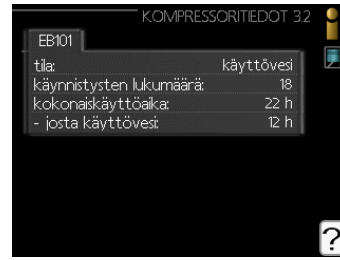 KOMPRESSORITIEDOT 3.2
EB101
tila: käyttövesi
käynnistysten lukumäärä: 18
kokonaiskäyttöaika: 22 h
- josta käyttövesi: 12 h
?